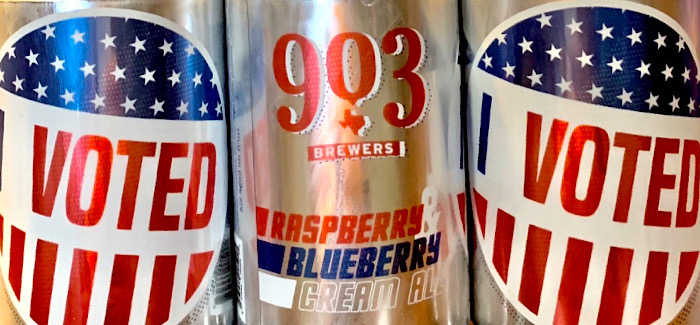 I VOTED
903
BREWERS
RASPBERRY &
BLUEBERRY
CREAM ALE
I VOTED